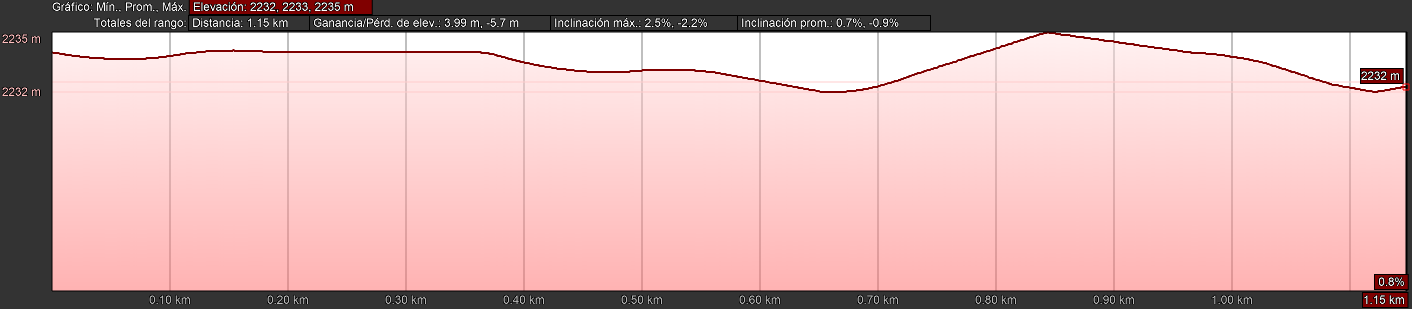 Gráfico: Mín., Prom., Máx. Elevación: 2232, 2233, 2235 m
Totales del rango: Distancia: 1.15 km Ganancia/Pérd. de elev.: 3.99 m, -5.7 m Inclinación máx.: 2.5%, -2.2% Inclinación prom.: 0.7%, -0.9%
2235 m
2232 m
2232 m
0.8%
0.10 km 0.20 km 0.30 km 0.40 km 0.50 km 0.60 km 0.70 km 0.80 km 0.90 km 1.00 km 1.15 km